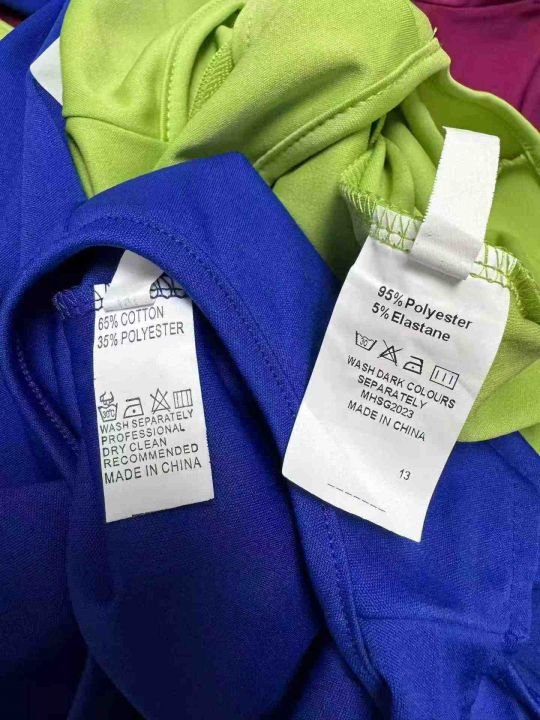 65% COTTON
35% POLYESTER
WASH SEPARATELY
PROFESSIONAL
DRY CLEAN
RECOMMENDED
MADE IN CHINA
95% Polyester
5% Elastane
WASH DARK COLOURS
SEPARATELY
MHSG2023
MADE IN CHINA
13